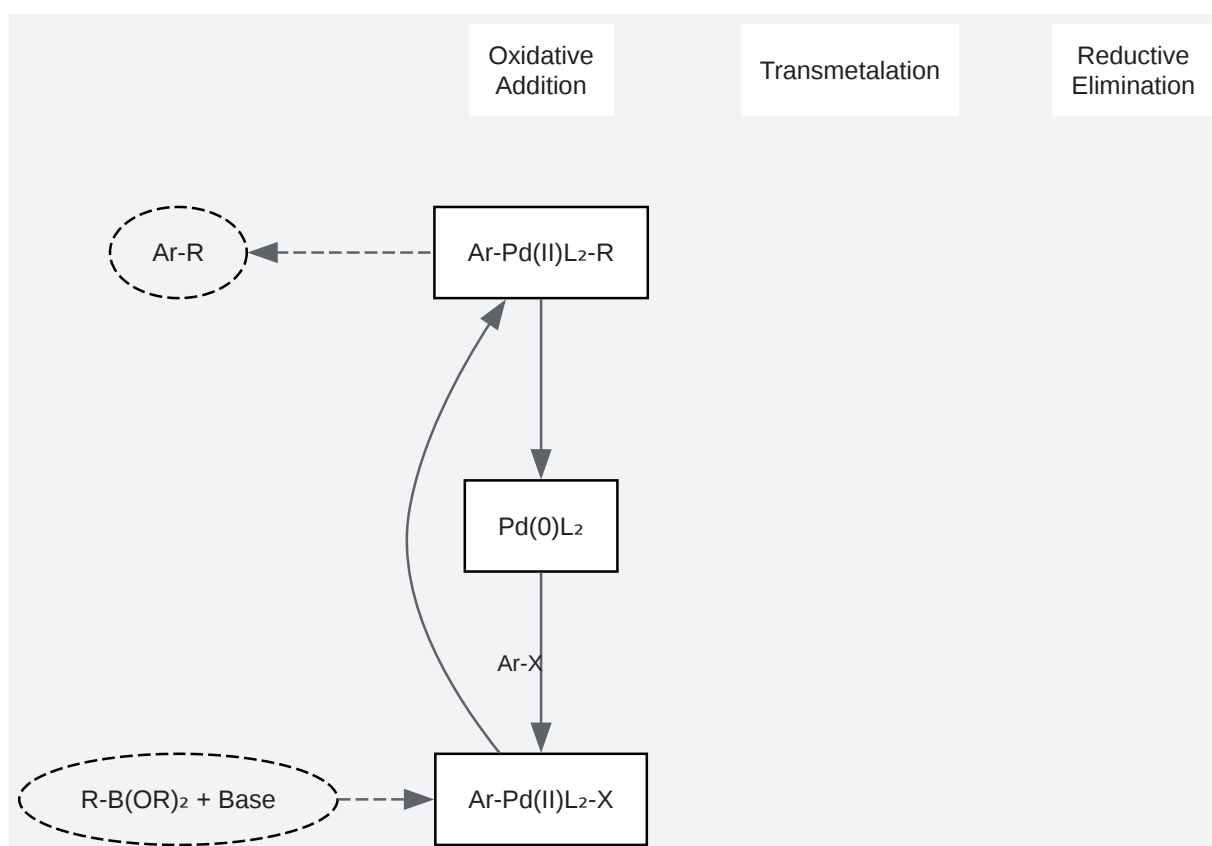 Oxidative
Addition
Transmetalation
Reductive
Elimination
Ar-R
Ar-Pd(II)L₂-R
Pd(0)L₂
Ar-X
R-B(OR)₂ + Base
Ar-Pd(II)L₂-X